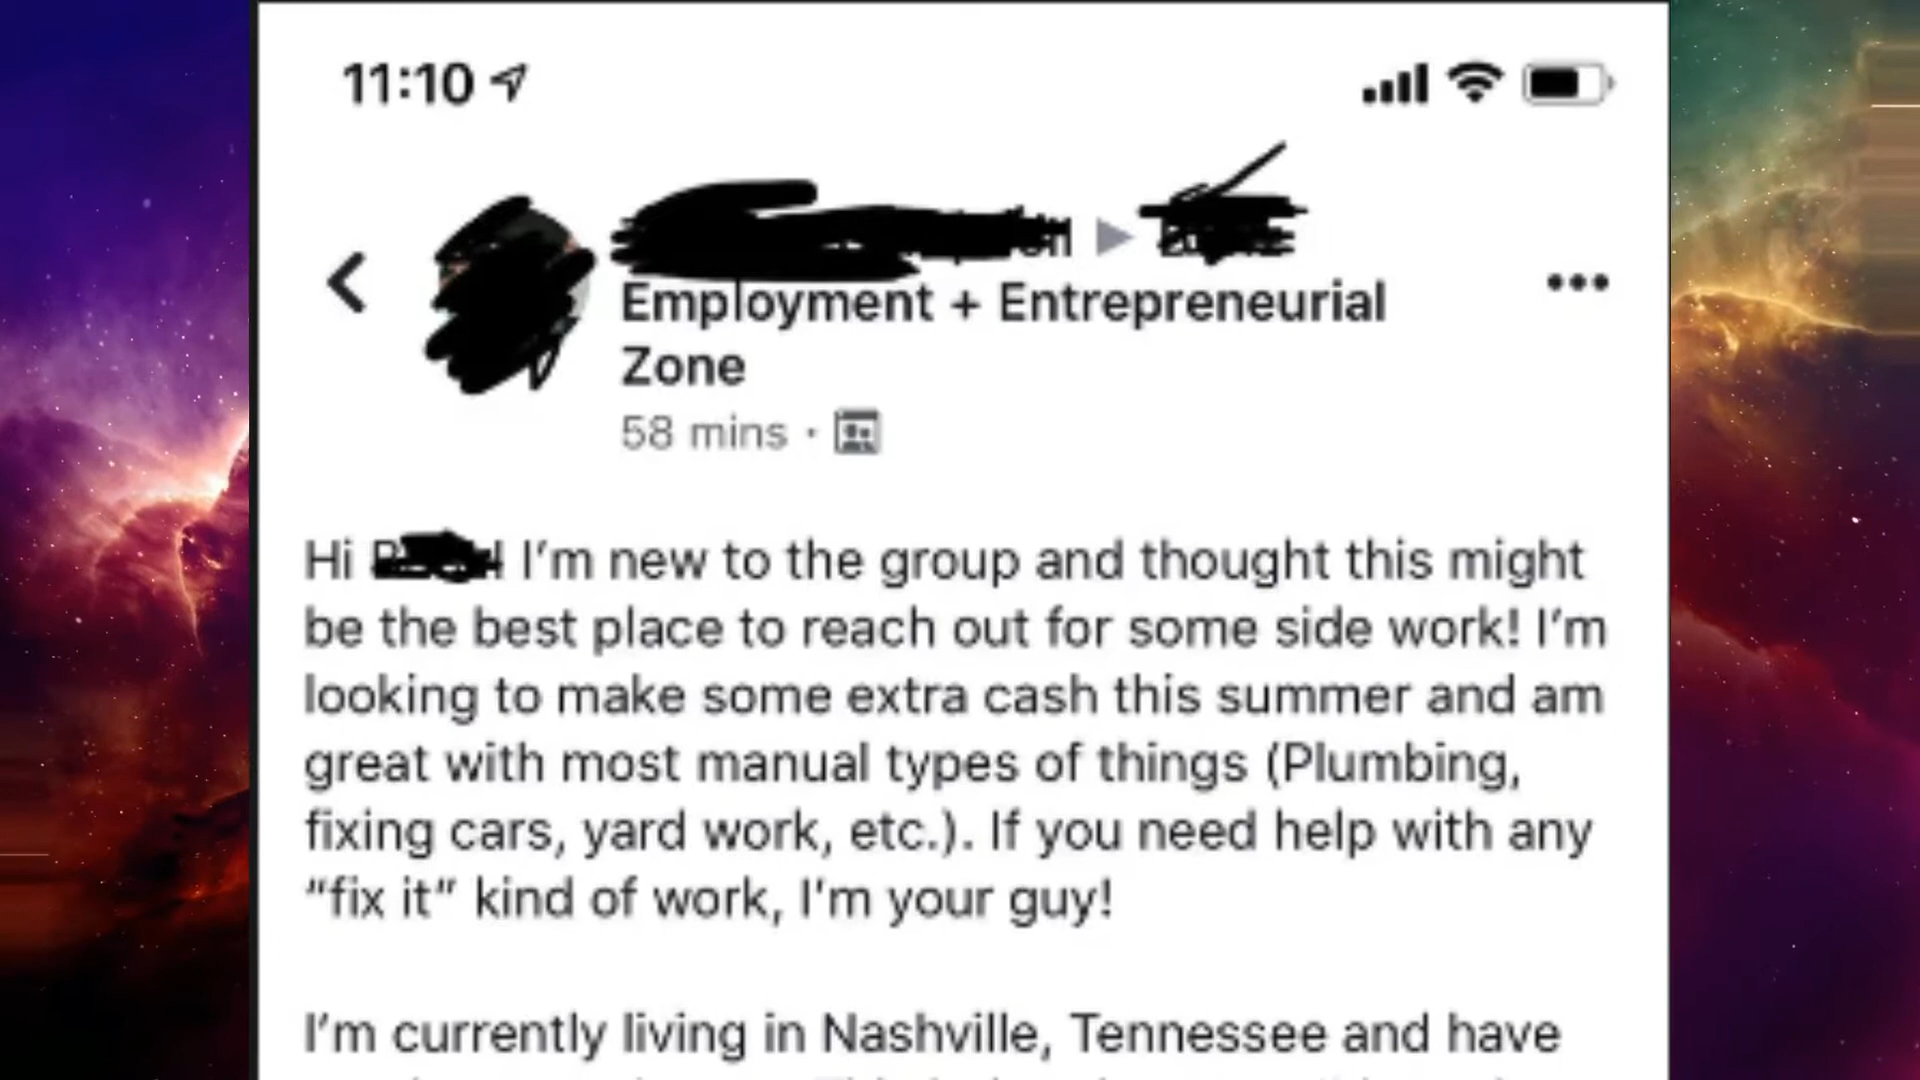 11:10
Employment + Entrepreneurial
Zone
58 mins ·
Hi I'm new to the group and thought this might
be the best place to reach out for some side work! I'm
looking to make some extra cash this summer and am
great with most manual types of things (Plumbing,
fixing cars, yard work, etc.). If you need help with any
"fix it" kind of work, I'm your guy!
I'm currently living in Nashville, Tennessee and have